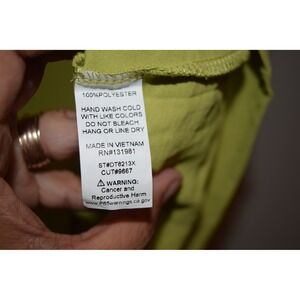 100%POLYESTER
HAND WASH COLD
WITH LIKE COLORS
DO NOT BLEACH
HANG OR LINE DRY
MADE IN VIETNAM
RN#131981
ST#DT6213X
CUT#9667
⚠ WARNING:
Cancer and
Reproductive Harm
www.P65warnings.ca.gov